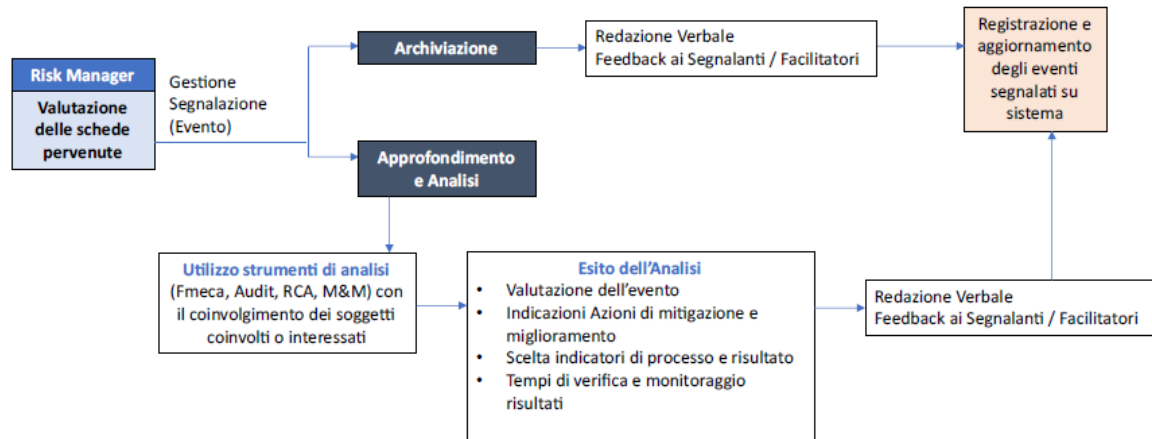 Risk Manager
Valutazione
delle schede
pervenute
Gestione
Segnalazione
(Evento)
Archiviazione
Redazione Verbale
Feedback ai Segnalanti / Facilitatori
Registrazione e
aggiornamento
degli eventi
segnalati su
sistema
Approfondimento
e Analisi
Utilizzo strumenti di analisi
(Fmeca, Audit, RCA, M&M) con
il coinvolgimento dei soggetti
coinvolti o interessati
Esito dell'Analisi
• Valutazione dell'evento
• Indicazioni Azioni di mitigazione e
miglioramento
• Scelta indicatori di processo e risultato
• Tempi di verifica e monitoraggio
risultati
Redazione Verbale
Feedback ai Segnalanti / Facilitatori